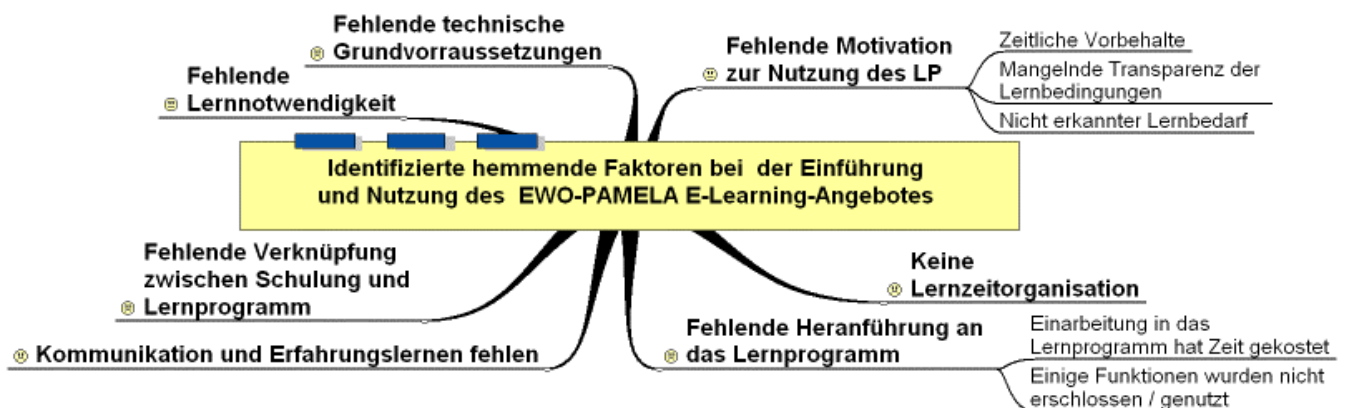 Fehlende technische
Grundvorraussetzungen
Fehlende
Lernnotwendigkeit
Fehlende Motivation
zur Nutzung des LP
Zeitliche Vorbehalte
Mangelnde Transparenz der
Lernbedingungen
Nicht erkannter Lernbedarf
Identifizierte hemmende Faktoren bei der Einführung
und Nutzung des EWO-PAMELA E-Learning-Angebotes
Fehlende Verknüpfung
zwischen Schulung und
Lernprogramm
Kommunikation und Erfahrungslernen fehlen
Keine
Lernzeitorganisation
Fehlende Heranführung an
das Lernprogramm
Einarbeitung in das
Lernprogramm hat Zeit gekostet
Einige Funktionen wurden nicht
erschlossen / genutzt